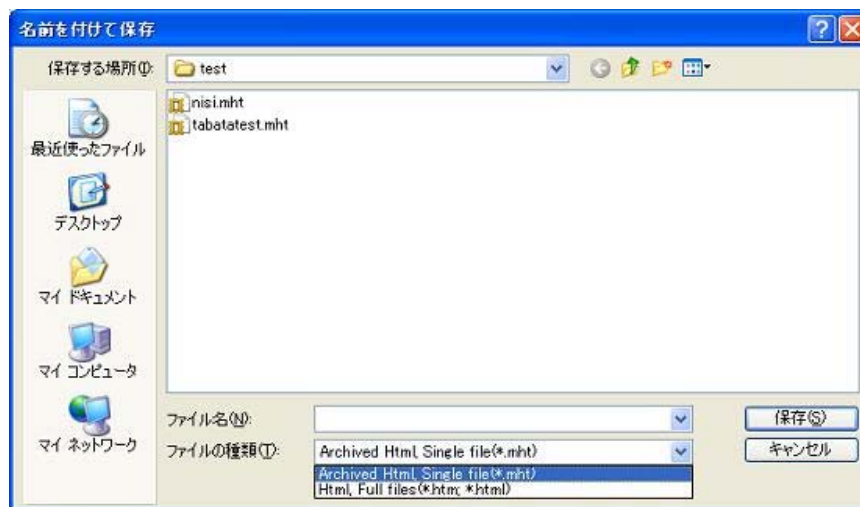 名前を付けて保存
保存する場所(I):
test
nisi.mht
tabatatest.mht
最近使ったファイル
デスクトップ
マイ ドキュメント
マイ コンピュータ
マイ ネットワーク
ファイル名(N):
保存(S)
ファイルの種類(T):
Archived Html, Single file(*.mht)
キャンセル
Archived Html, Single file(*.mht)
Html, Full files(*.htm; *.html)